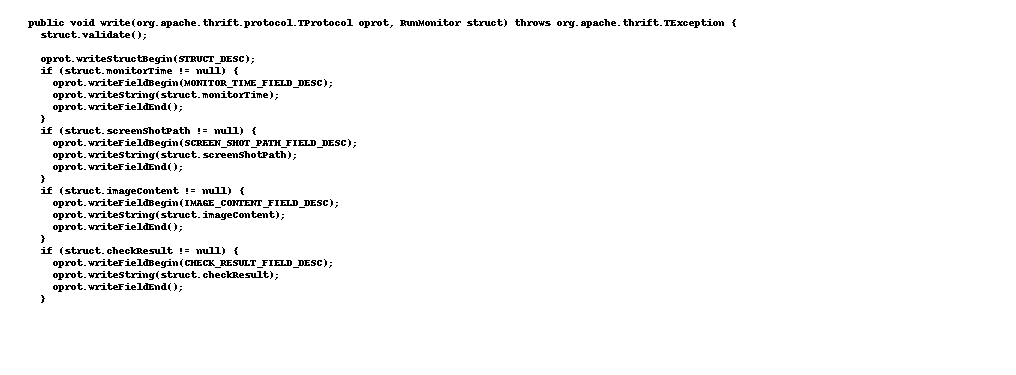 public void write(org.apache.thrift.protocol.TProtocol oprot, RunMonitor struct) throws org.apache.thrift.TException {
struct.validate();
oprot.writeStructBegin(STRUCT_DESC);
if (struct.monitorTime != null) {
oprot.writeFieldBegin(MONITOR_TIME_FIELD_DESC);
oprot.writeString(struct.monitorTime);
oprot.writeFieldEnd();
}
if (struct.screenShotPath != null) {
oprot.writeFieldBegin(SCREEN_SHOT_PATH_FIELD_DESC);
oprot.writeString(struct.screenShotPath);
oprot.writeFieldEnd();
}
if (struct.imageContent != null) {
oprot.writeFieldBegin(IMAGE_CONTENT_FIELD_DESC);
oprot.writeString(struct.imageContent);
oprot.writeFieldEnd();
}
if (struct.checkResult != null) {
oprot.writeFieldBegin(CHECK_RESULT_FIELD_DESC);
oprot.writeString(struct.checkResult);
oprot.writeFieldEnd();
}